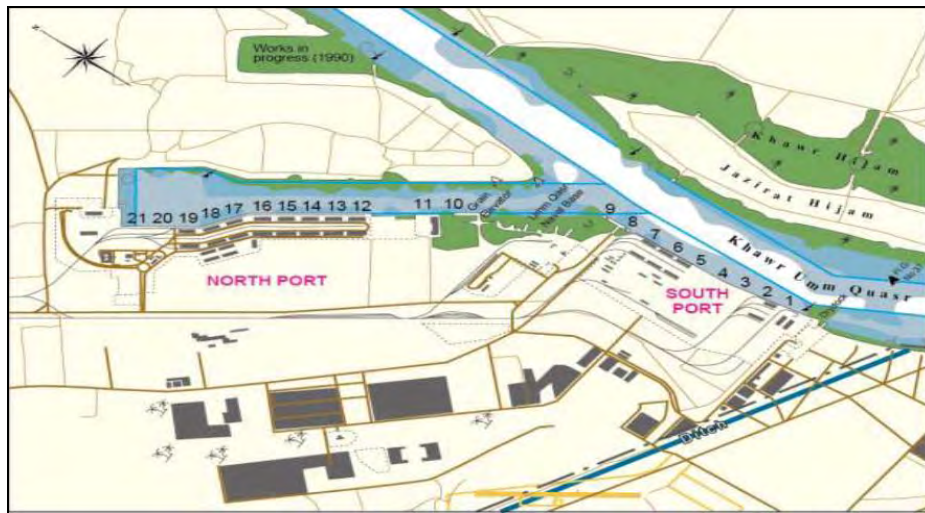 Works in
progress (1990)
Khawr Hijam
Jazirat Hijam
Khawr Umm Quasr
21 20 19 18 17 16 15 14 13 12 11 10
Grain
Elevator
Umm Qasr
Naval Base
9 8 7 6 5 4 3 2 1
NORTH PORT
SOUTH
PORT
Ditch